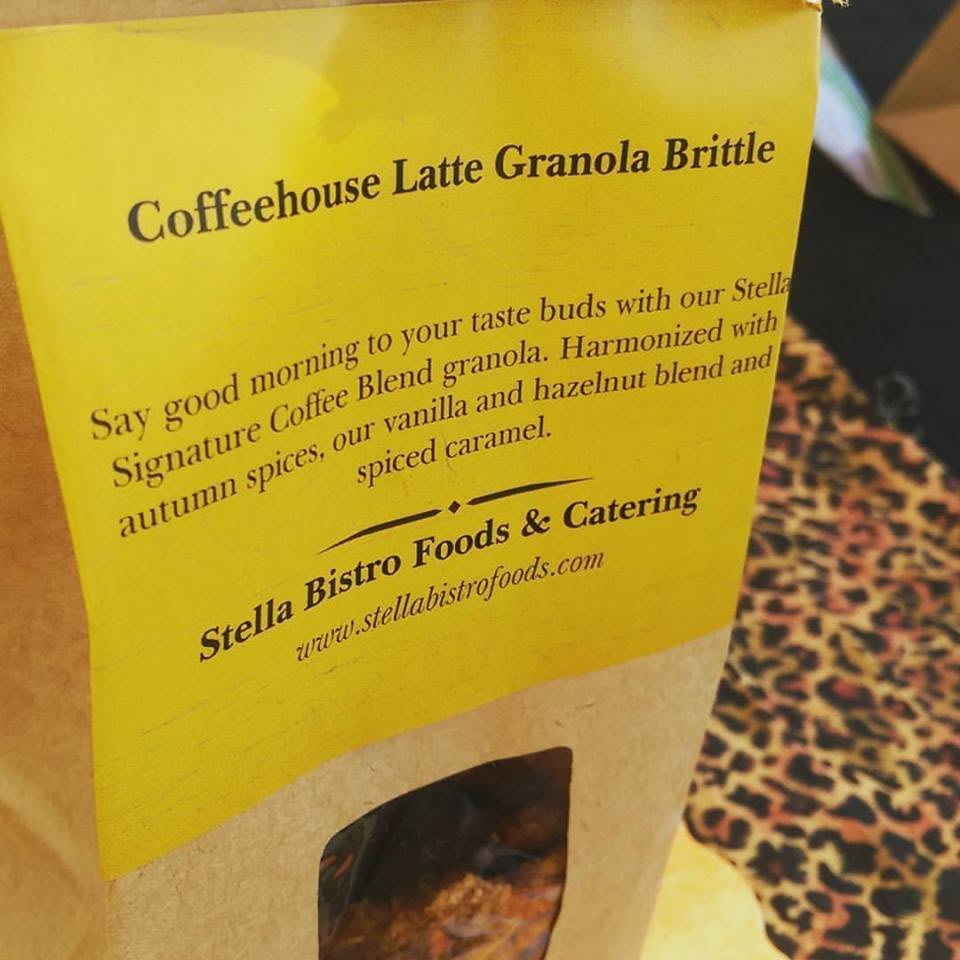 Coffeehouse Latte Granola Brittle
Say good morning to your taste buds with our Stella
Signature Coffee Blend granola. Harmonized with
autumn spices, our vanilla and hazelnut blend and
spiced caramel.
Stella Bistro Foods & Catering
www.stellabistrofoods.com